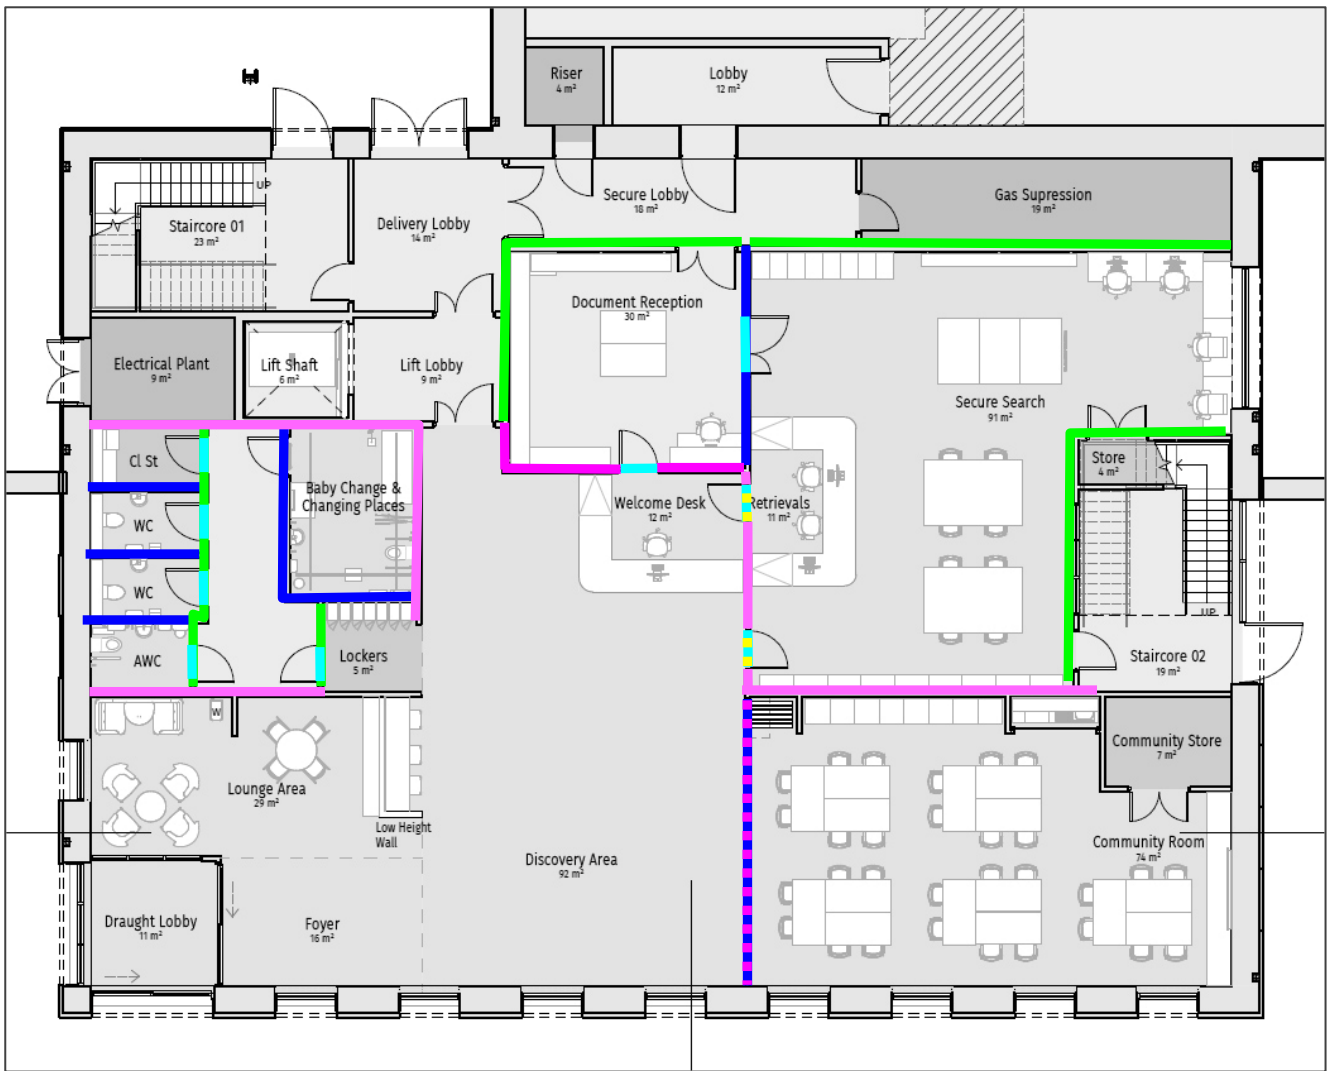 Riser
4 m²
Lobby
12 m²
UP
Staircore 01
23 m²
Delivery Lobby
14 m²
Secure Lobby
18 m²
Gas Supression
19 m²
Document Reception
30 m²
Electrical Plant
9 m²
Lift Shaft
6 m²
Lift Lobby
9 m²
Secure Search
91 m²
Cl St
Store
4 m²
Baby Change &
Changing Places
WC
Welcome Desk
12 m²
Retrievals
11 m²
WC
UP
AWC
Lockers
5 m²
Staircore 02
19 m²
W
Lounge Area
29 m²
Community Store
7 m²
Low Height
Wall
Community Room
74 m²
Discovery Area
92 m²
Draught Lobby
11 m²
Foyer
16 m²